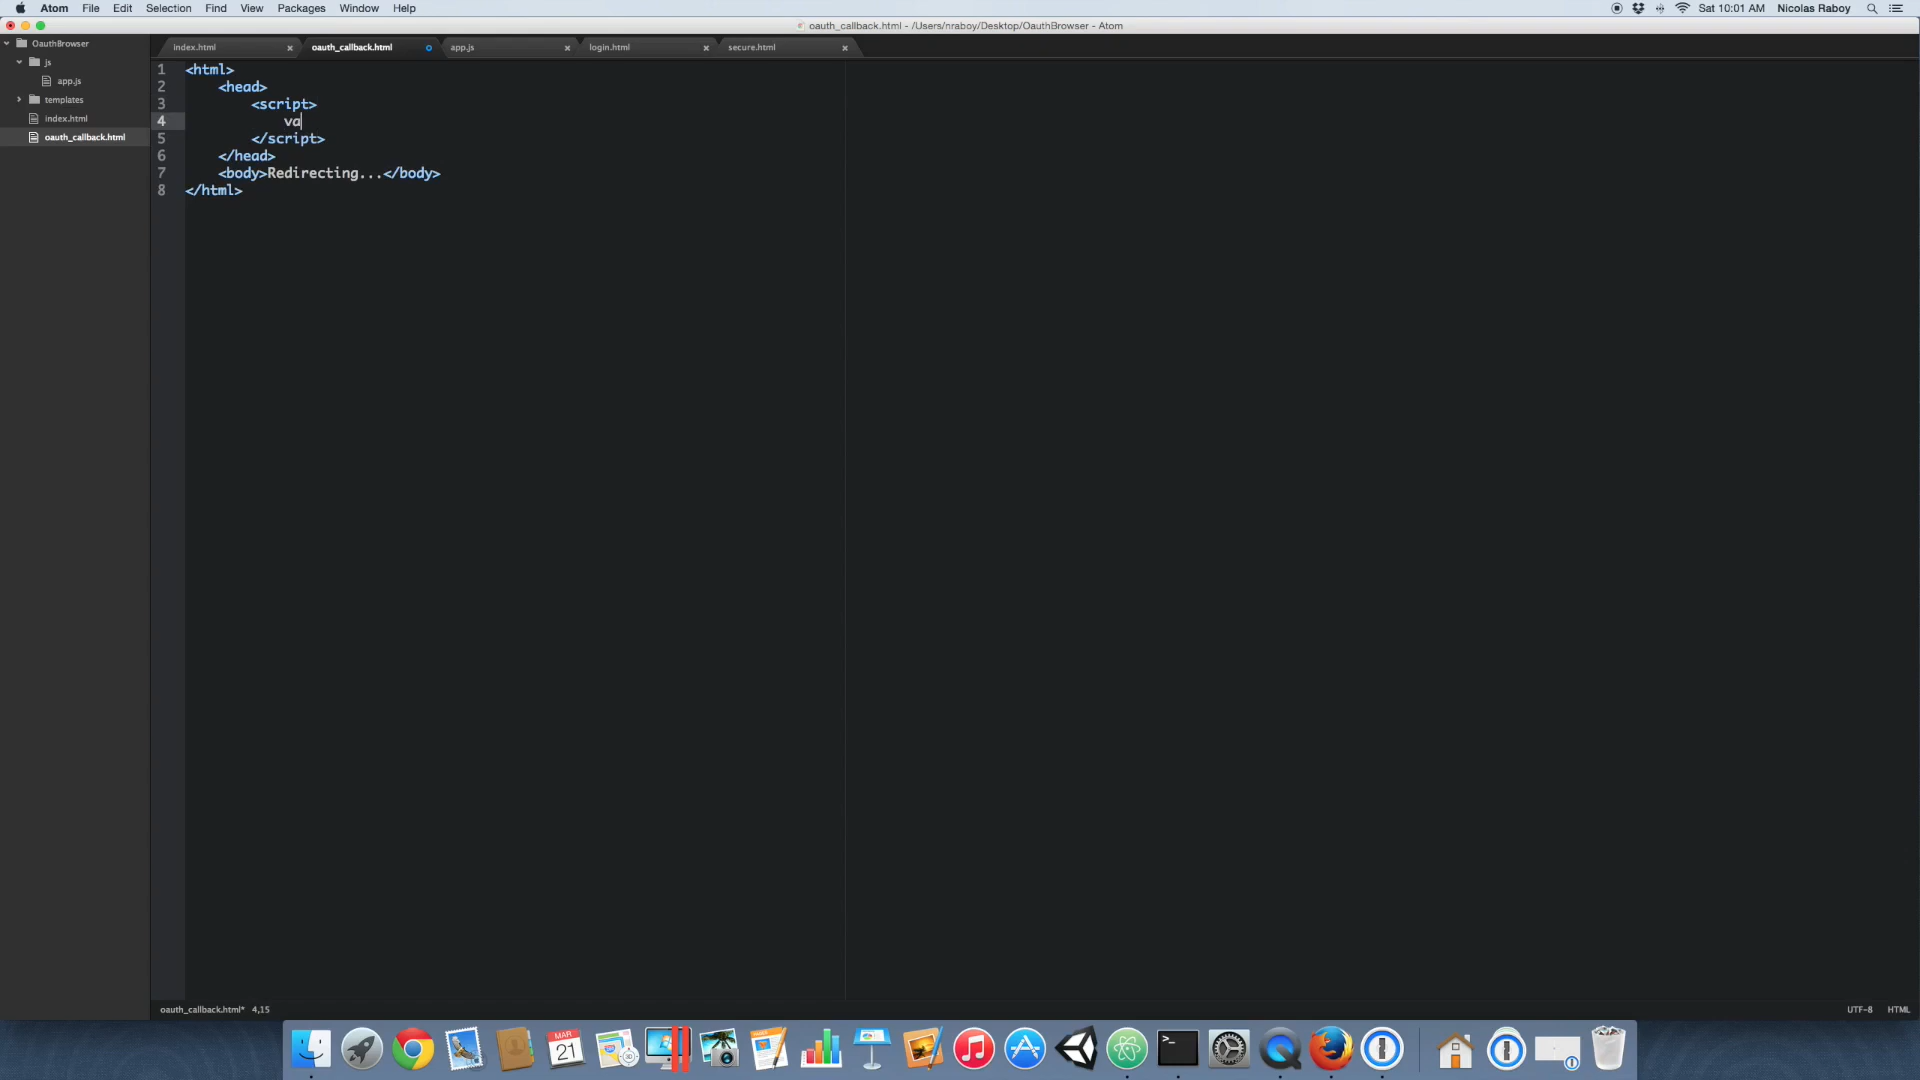 Atom File Edit Selection Find View Packages Window Help Sat 10:01 AM Nicolas Raboy
oauth_callback.html - /Users/nraboy/Desktop/OauthBrowser - Atom
OauthBrowser
js
app.js
templates
index.html
oauth_callback.html
index.html oauth_callback.html app.js login.html secure.html
1 <html>
2 <head>
3 <script>
4 va
5 </script>
6 </head>
7 <body>Redirecting...</body>
8 </html>
oauth_callback.html* 4,15 UTF-8 HTML
MAR
21